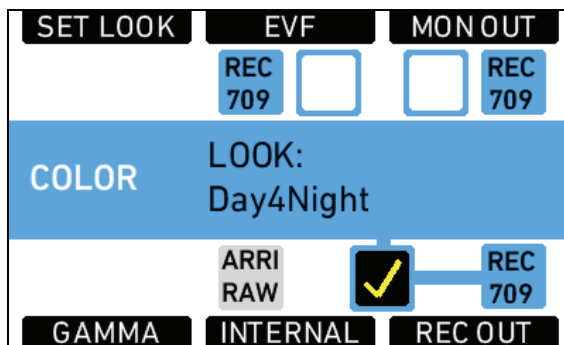 SET LOOK EVF MON OUT
REC REC
709 709
COLOR
LOOK:
Day4Night
ARRI REC
RAW 709
GAMMA INTERNAL REC OUT